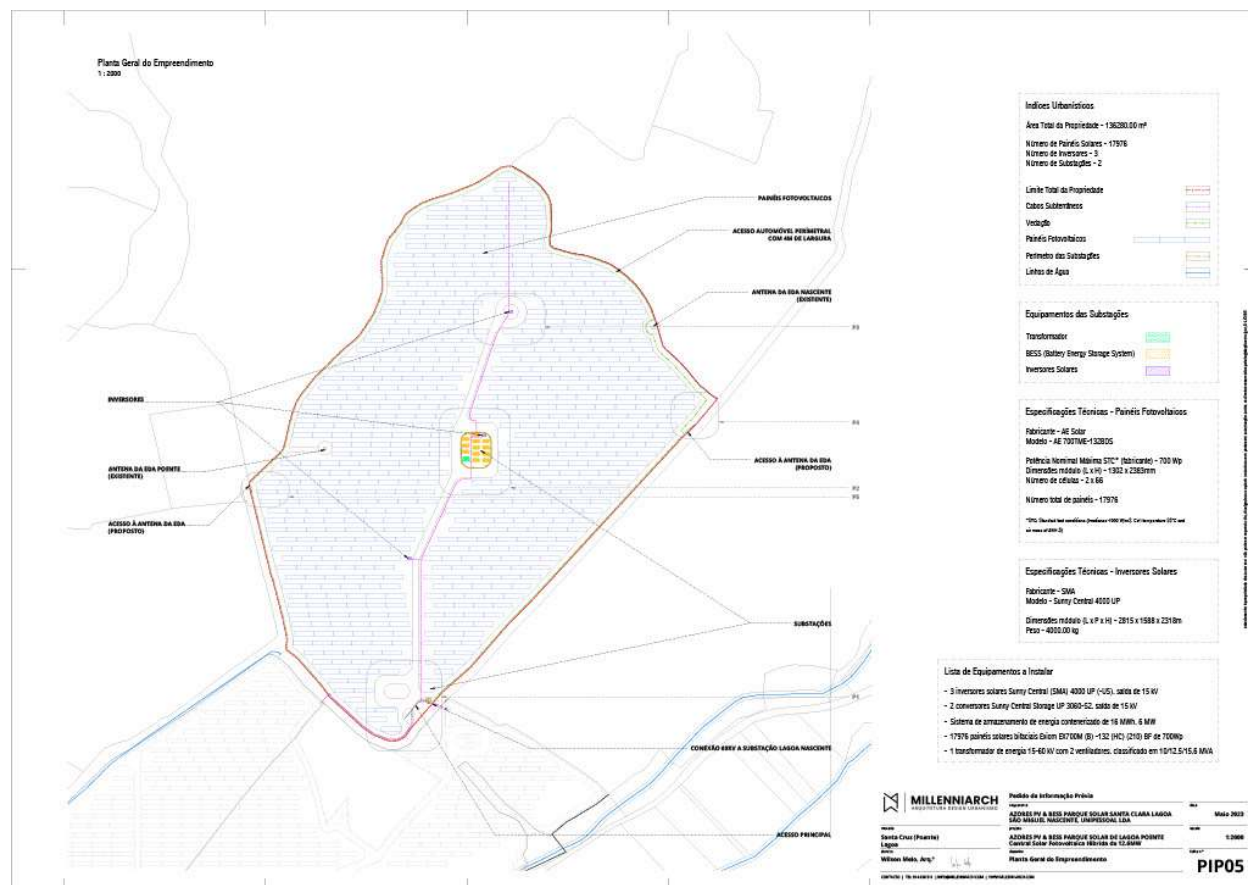 Planta Geral do Empreendimento
1 : 2000
PAINÉIS FOTOVOLTAICOS
ACESSO AUTOMÓVEL PERÍMETRAL
COM 4M DE LARGURA
ANTENA DA EDA NASCENTE
(EXISTENTE)
P3
INVERSORES
P4
ANTENA DA EDA POENTE
(EXISTENTE)
ACESSO À ANTENA DA EDA
(PROPOSTO)
P2
P5
ACESSO À ANTENA DA EDA
(PROPOSTO)
SUBSTAÇÕES
P1
CONEXÃO 60KV A SUBSTAÇÃO LAGOA NASCENTE
ACESSO PRINCIPAL
Indíces Urbanísticos
Área Total da Propriedade - 136280.00 m²
Número de Painéis Solares - 17976
Número de Inversores - 3
Número de Substações - 2
Limite Total da Propriedade
Cabos Subterrâneos
Vedação
Painéis Fotovoltaicos
Perímetro das Substações
Linhas de Água
Equipamentos das Substações
Transformador
BESS (Battery Energy Storage System)
Inversores Solares
Especificações Técnicas - Painéis Fotovoltaicos
Fabricante - AE Solar
Modelo - AE 700TME-132BDS
Potência Nominal Máxima STC* (fabricante) - 700 Wp
Dimensões módulo (L x H) - 1302 x 2383mm
Número de células - 2 x 66
Número total de painéis - 17976
Especificações Técnicas - Inversores Solares
Fabricante - SMA
Modelo - Sunny Central 4000 UP
Dimensões módulo (L x P x H) - 2815 x 1588 x 2318m
Peso - 4000.00 kg
Lista de Equipamentos a Instalar
- 3 inversores solares Sunny Central (SMA) 4000 UP (-US), saída de 15 kV
- 2 conversores Sunny Central Storage UP 3060-S2, saída de 15 kV
- Sistema de armazenamento de energia contenerizado de 16 MWh, 6 MW
- 17976 painéis solares bifaciais Exiom EX700M (B) -132 (HC) (210) BF de 700Wp
- 1 transformador de energia 15-60 kV com 2 ventiladores, classificado em 10/12.5/15.6 MVA
MILLENNIARCH
ARQUITETURA DESIGN URBANISMO
Pedido de Informação Prévia
AZORES PV & BESS PARQUE SOLAR SANTA CLARA LAGOA
SÃO MIGUEL NASCENTE, UNIPESSOAL LDA
Maio 2023
Santa Cruz (Poente)
Lagoa
AZORES PV & BESS PARQUE SOLAR DE LAGOA POENTE
Central Solar Fotovoltaica Híbrida de 12.6MW
1:2000
Wilson Melo, Arq.º
Planta Geral do Empreendimento
PIP05